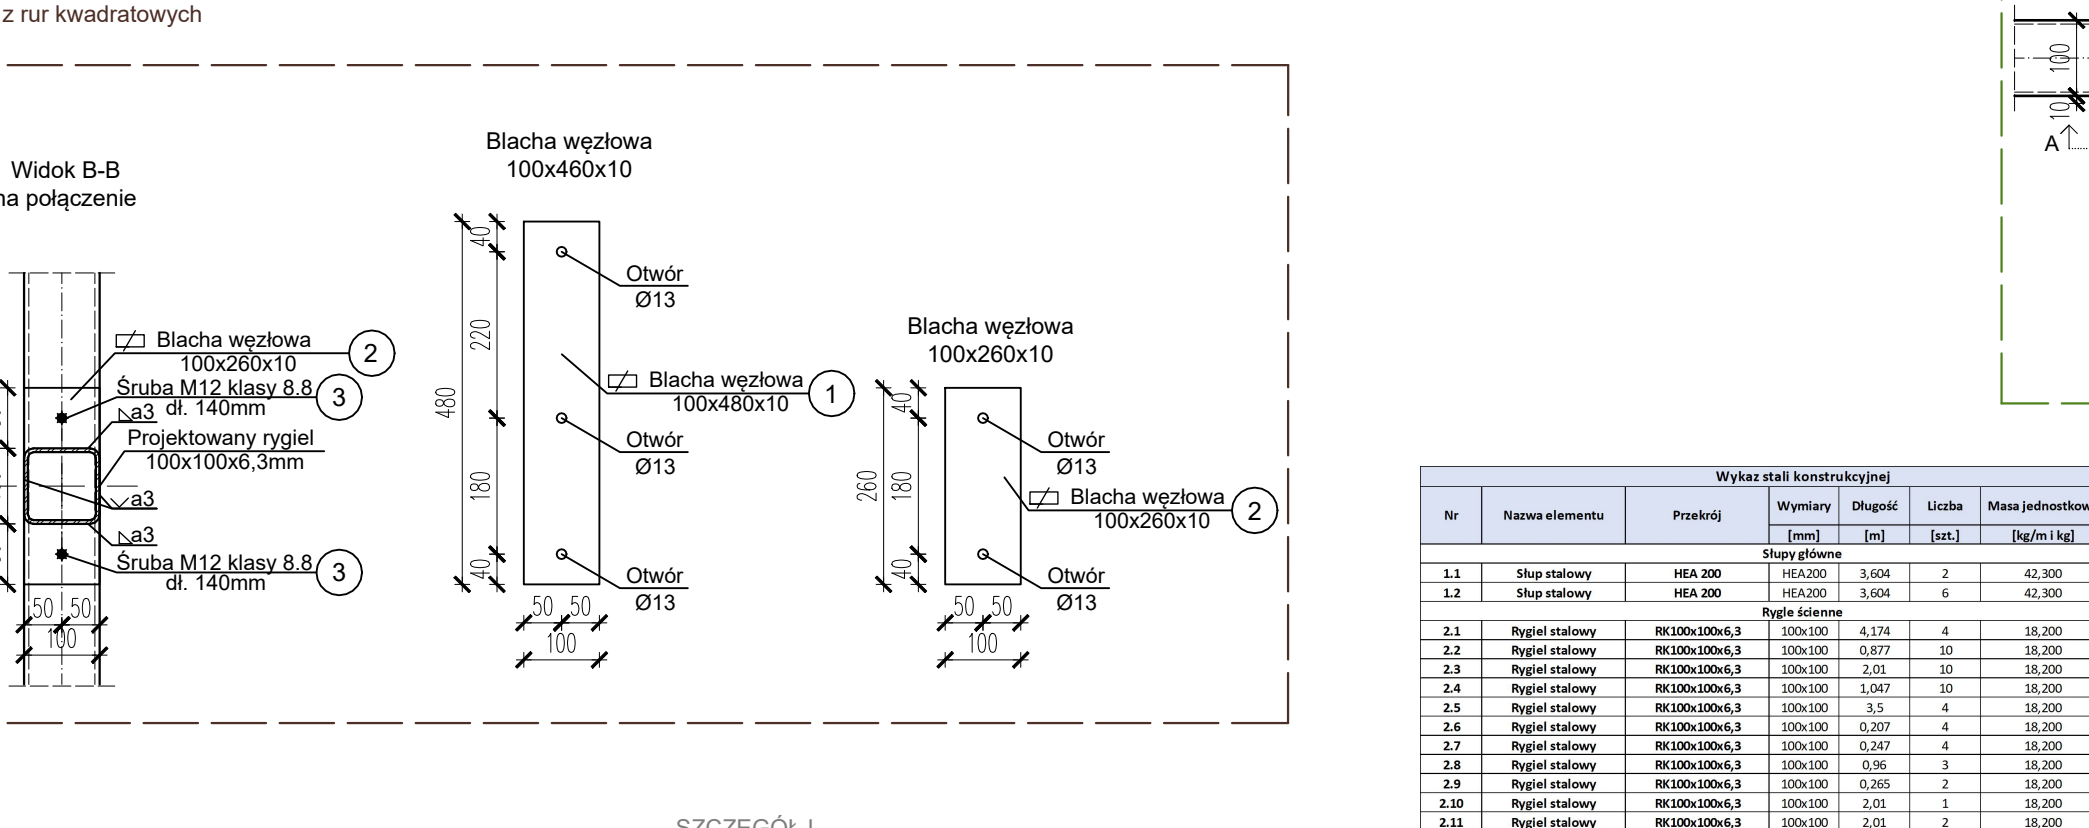 z rur kwadratowych
Widok B-B
na połączenie
Blacha węzłowa
100x260x10
2
Śruba M12 klasy 8.8
dł. 140mm
3
a3
Projektowany rygiel
100x100x6,3mm
a3
a3
Śruba M12 klasy 8.8
dł. 140mm
3
50 50
100
Blacha węzłowa
100x460x10
40
220
480
180
40
Otwór
Ø13
Blacha węzłowa
100x480x10
1
Otwór
Ø13
Otwór
Ø13
50 50
100
Blacha węzłowa
100x260x10
40
260
180
40
Otwór
Ø13
Blacha węzłowa
100x260x10
2
Otwór
Ø13
50 50
100
100
10
A
Wykaz stali konstrukcyjnej
Nr Nazwa elementu Przekrój Wymiary Długość Liczba Masa jednostkow
[mm] [m] [szt.] [kg/m i kg]
Słupy główne
1.1 Słup stalowy HEA 200 HEA200 3,604 2 42,300
1.2 Słup stalowy HEA 200 HEA200 3,604 6 42,300
Rygle ścienne
2.1 Rygiel stalowy RK100x100x6,3 100x100 4,174 4 18,200
2.2 Rygiel stalowy RK100x100x6,3 100x100 0,877 10 18,200
2.3 Rygiel stalowy RK100x100x6,3 100x100 2,01 10 18,200
2.4 Rygiel stalowy RK100x100x6,3 100x100 1,047 10 18,200
2.5 Rygiel stalowy RK100x100x6,3 100x100 3,5 4 18,200
2.6 Rygiel stalowy RK100x100x6,3 100x100 0,207 4 18,200
2.7 Rygiel stalowy RK100x100x6,3 100x100 0,247 4 18,200
2.8 Rygiel stalowy RK100x100x6,3 100x100 0,96 3 18,200
2.9 Rygiel stalowy RK100x100x6,3 100x100 0,265 2 18,200
2.10 Rygiel stalowy RK100x100x6,3 100x100 2,01 1 18,200
2.11 Rygiel stalowy RK100x100x6,3 100x100 2,01 2 18,200
SZCZEGÓŁ